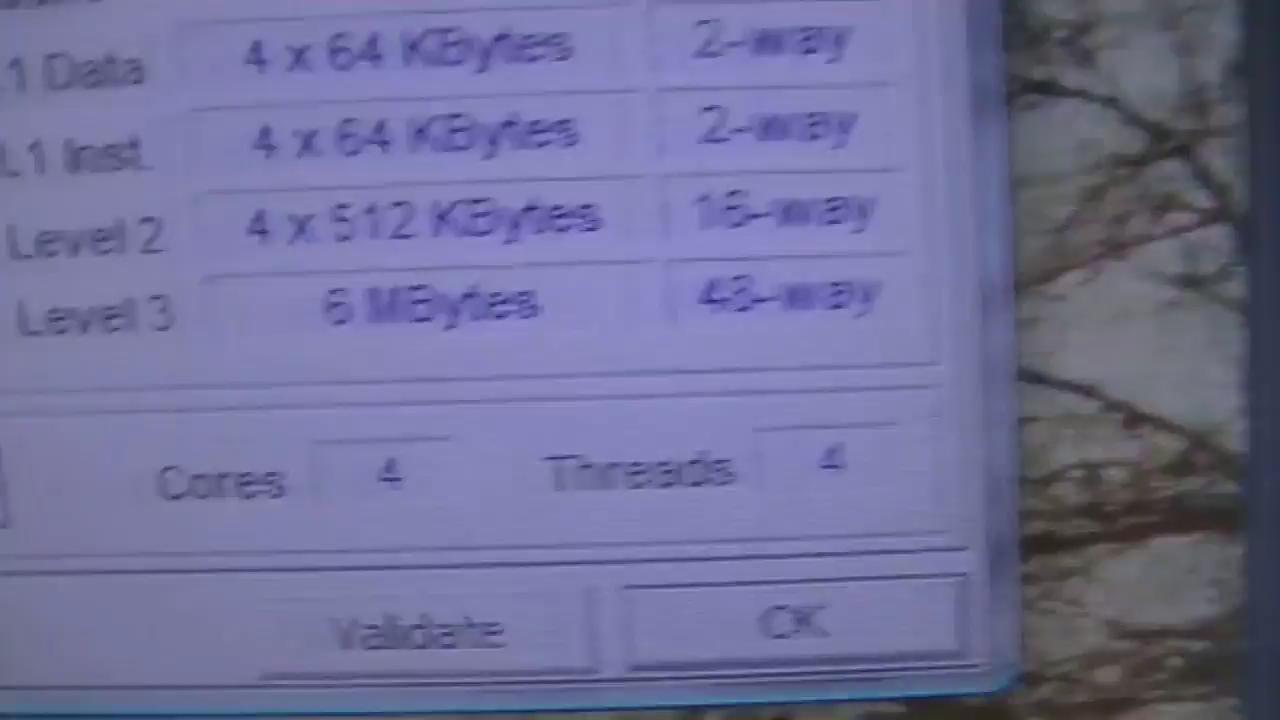 1 Data 4 x 64 KBytes 2-way
L1 Inst. 4 x 64 KBytes 2-way
Level 2 4 x 512 KBytes 16-way
Level 3 6 MBytes 48-way
Cores 4 Threads 4
Validate OK